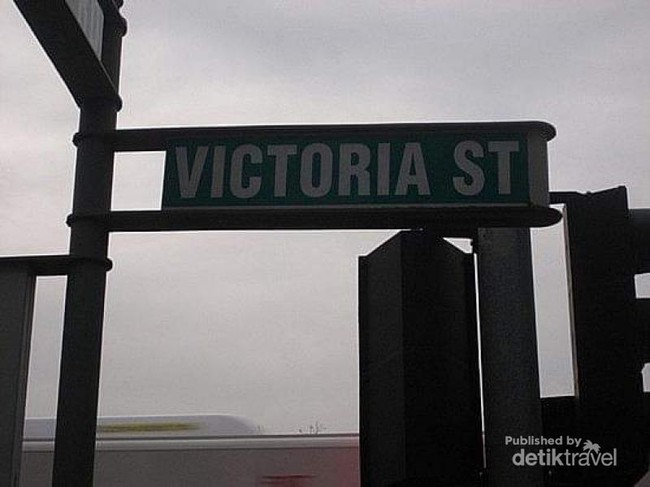 VICTORIA ST
Published by
detiktravel